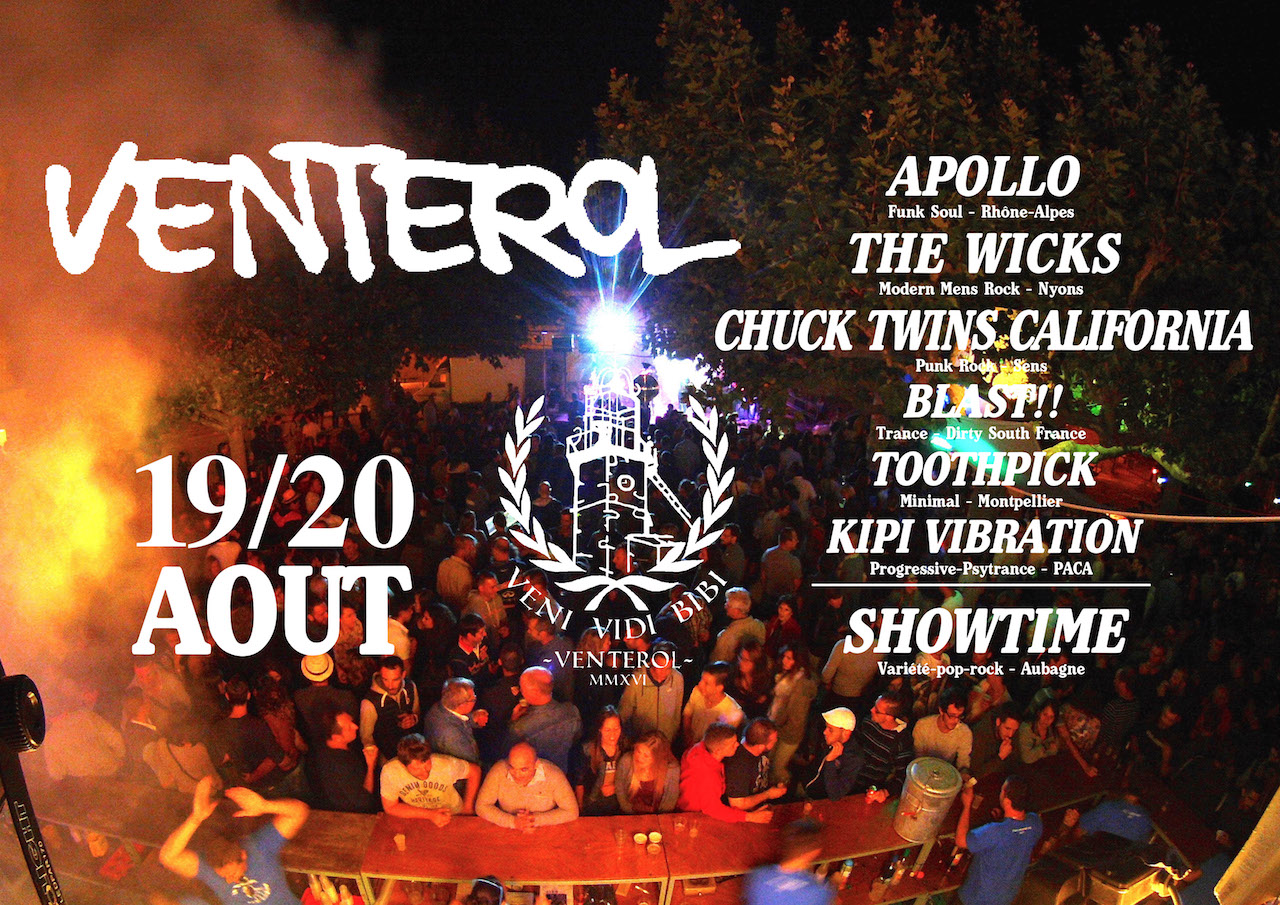 VENTEROL
19/20
AOUT
VENI VIDI BIBI
~VENTEROL~
MMXVI
APOLLO
Funk Soul - Rhône-Alpes
THE WICKS
Modern Mens Rock - Nyons
CHUCK TWINS CALIFORNIA
Punk Rock - Sens
BLAST!!
Trance - Dirty South France
TOOTHPICK
Minimal - Montpellier
KIPI VIBRATION
Progressive-Psytrance - PACA
SHOWTIME
Variété-pop-rock - Aubagne